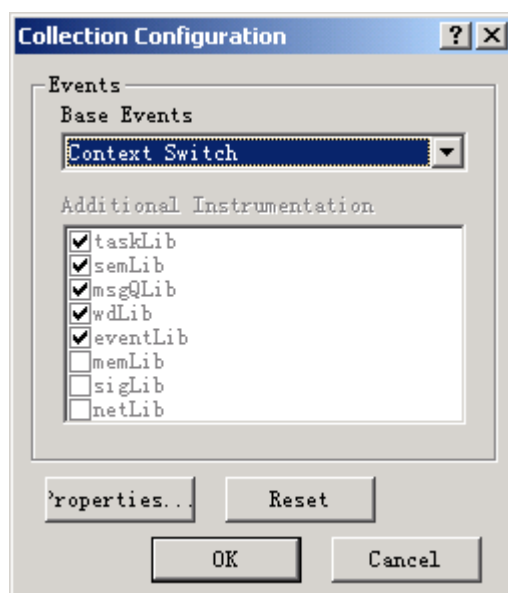 Collection Configuration
Events
Base Events
Context Switch
Additional Instrumentation
taskLib
semLib
msgQLib
wdLib
eventLib
memLib
sigLib
netLib
Properties... Reset
OK Cancel